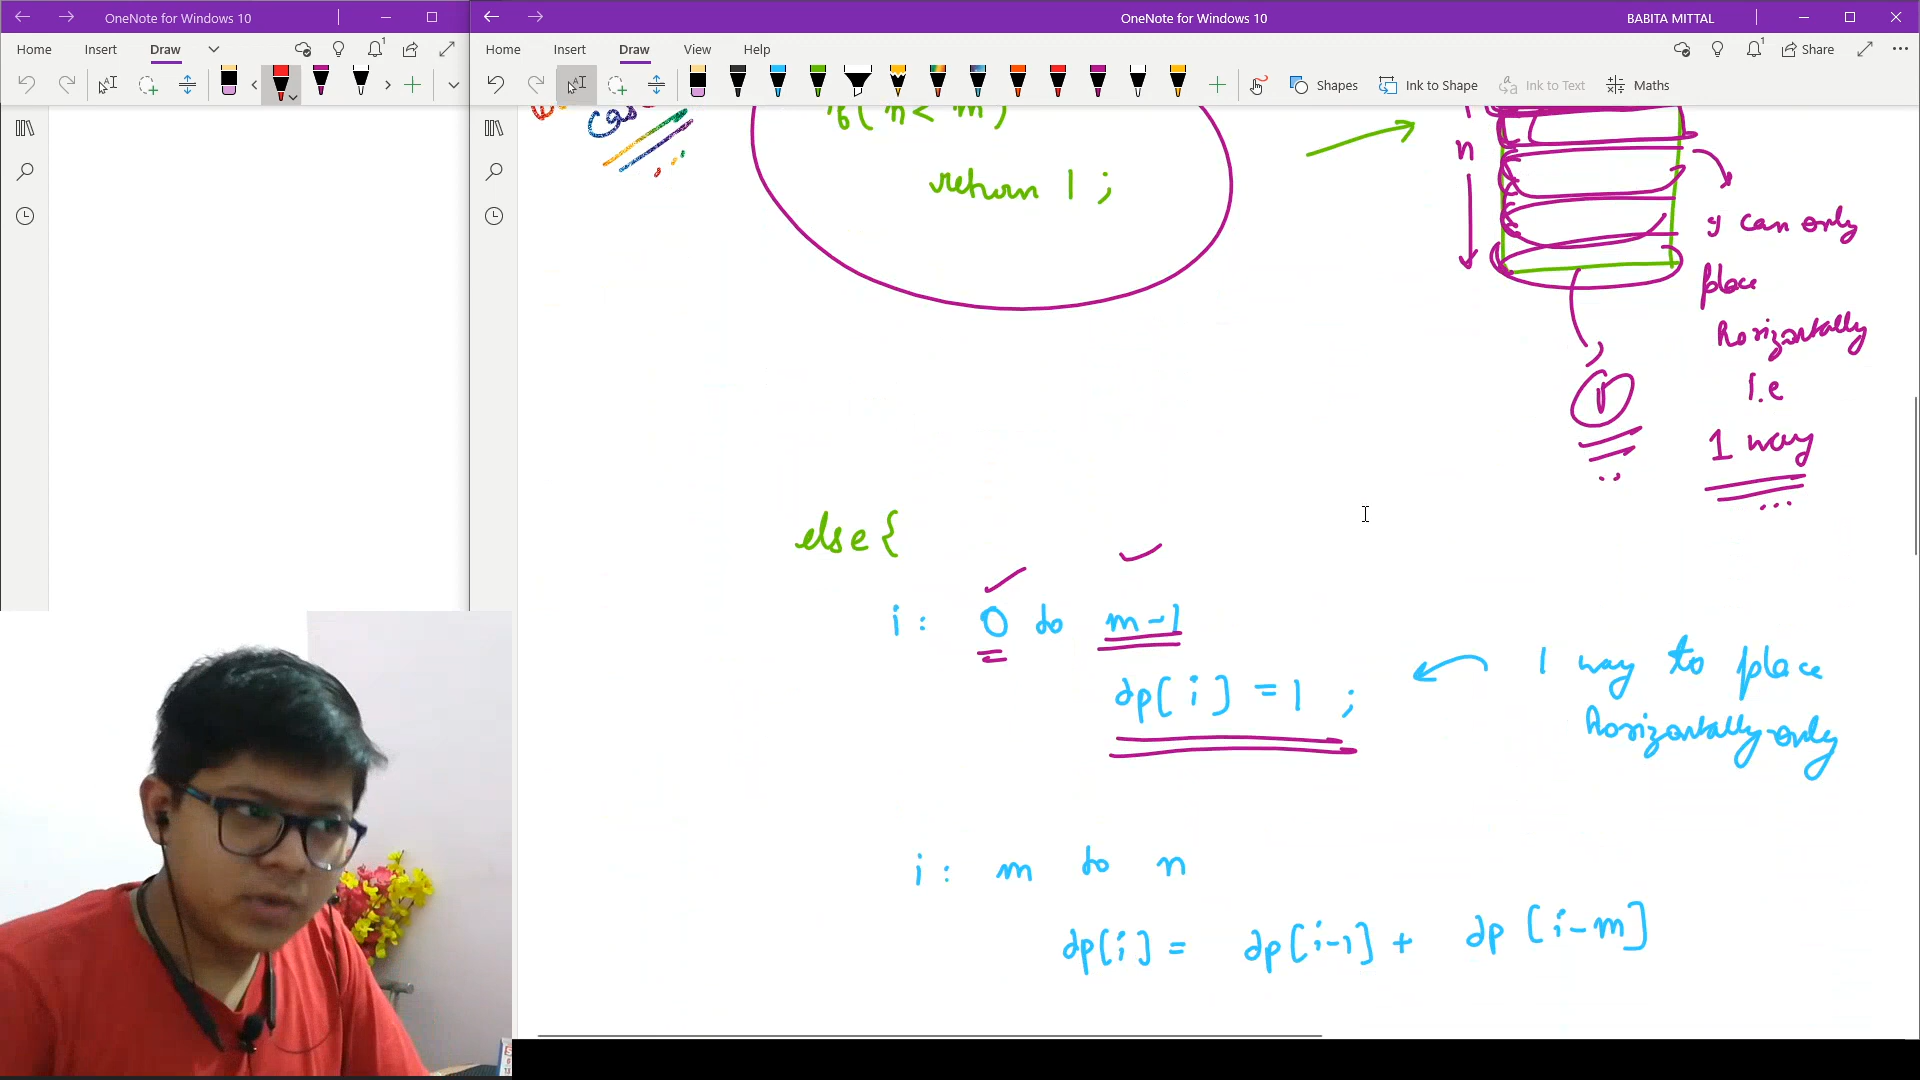 OneNote for Windows 10
OneNote for Windows 10
BABITA MITTAL
Home Insert Draw
Home Insert Draw View Help
Share
Shapes
Ink to Shape
Ink to Text
Maths
if( n < m )
return 1 ;
n
y can only
place
Horizontally
i.e
1 way
1
else {
i : 0 to m-1
dp[ i ] = 1 ;
1 way to place
Horizontally only
i : m to n
dp[i] = dp[i-1] + dp [i-m]